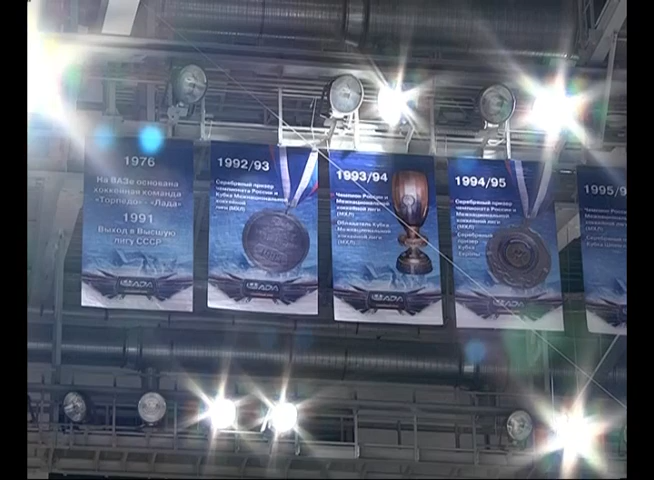 1976
На ВАЗе основана
хоккейная команда
«Торпедо» - «Лада»
1991
Выход в Высшую
лигу СССР
ЛАДА
1992/93
Серебряный призер
чемпионата России и
Кубка Межнациональной
хоккейной
лиги (МХЛ)
ЛАДА
1993/94
Чемпион России и
Межнациональной
хоккейной лиги
(МХЛ)
Обладатель Кубка
Межнациональной
хоккейной лиги
(МХЛ)
ЛАДА
1994/95
Серебряный призер
чемпионата России и
Межнациональной
хоккейной лиги
(МХЛ)
Серебряный
призер
Кубка
Европы
ЛАДА
1995/9